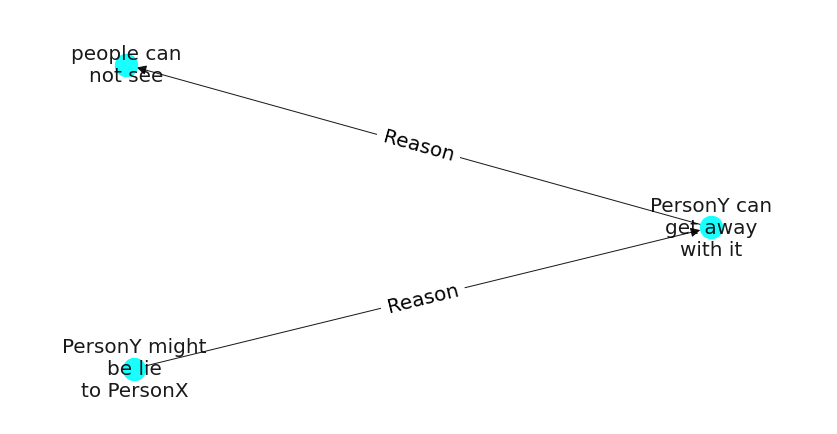 people can
not see
Reason
PersonY can
get away
with it
Reason
PersonY might
be lie
to PersonX